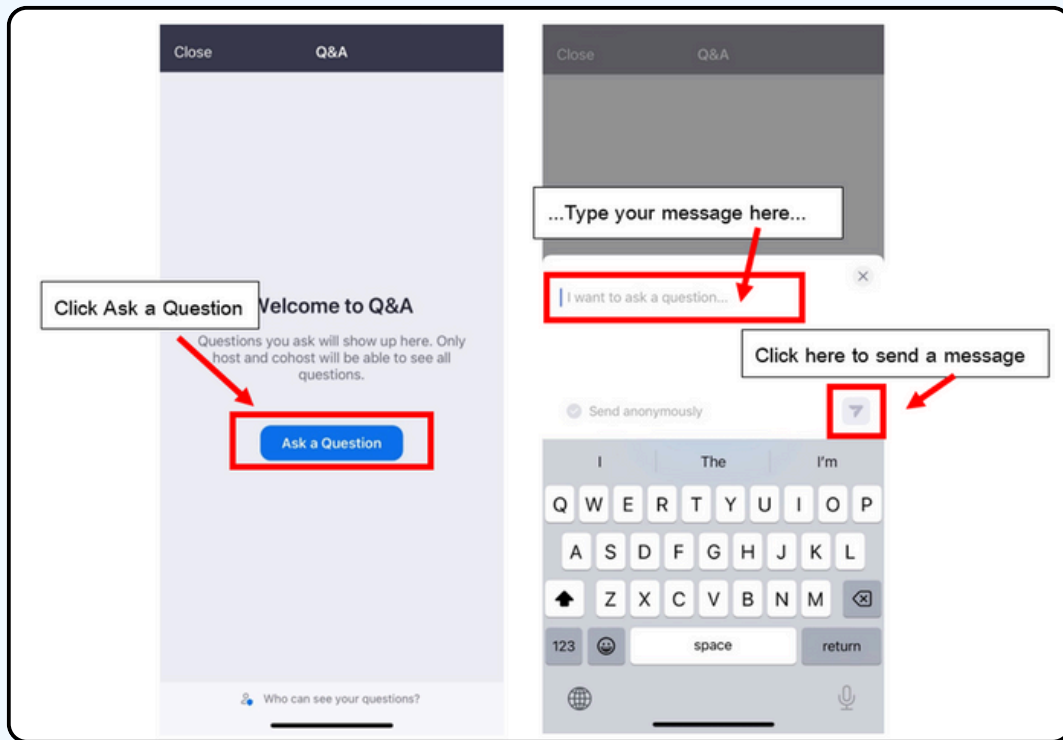 Close Q&A
Click Ask a Question
Welcome to Q&A
Questions you ask will show up here. Only
host and cohost will be able to see all
questions.
Ask a Question
Who can see your questions?
Close Q&A
...Type your message here...
I want to ask a question...
Click here to send a message
Send anonymously
I The I'm
Q W E R T Y U I O P
A S D F G H J K L
Z X C V B N M
123 space return